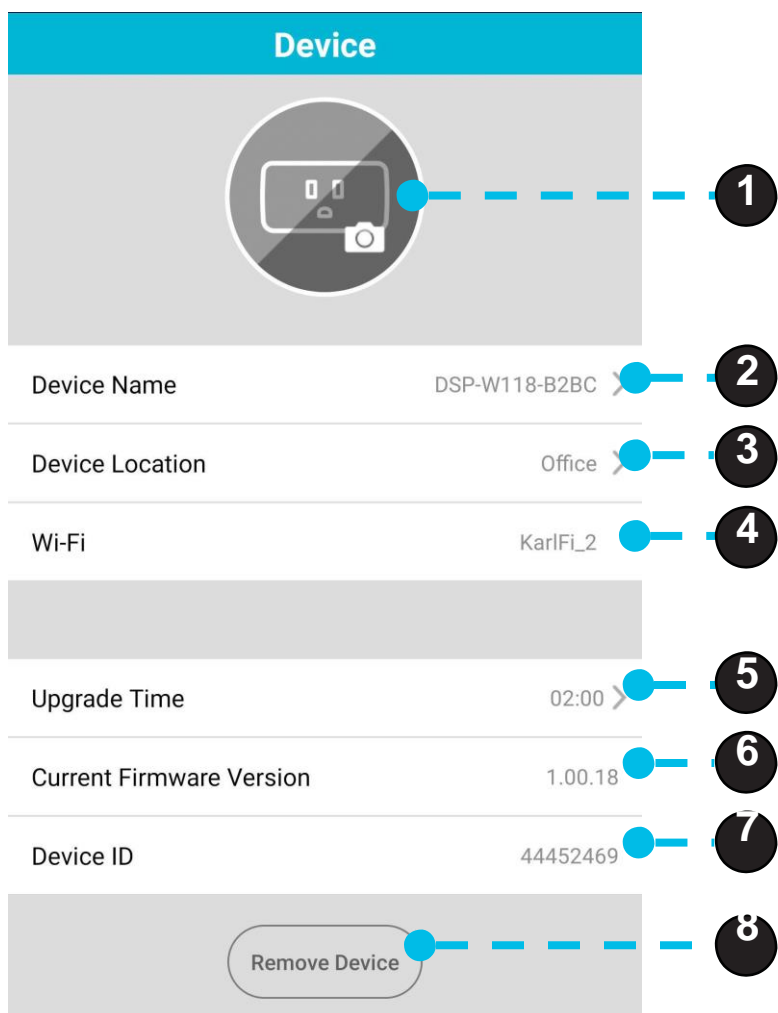 Device
1
Device Name DSP-W118-B2BC 2
Device Location Office 3
Wi-Fi KarlFi_2 4
Upgrade Time 02:00 5
Current Firmware Version 1.00.18 6
Device ID 44452469 7
Remove Device 8